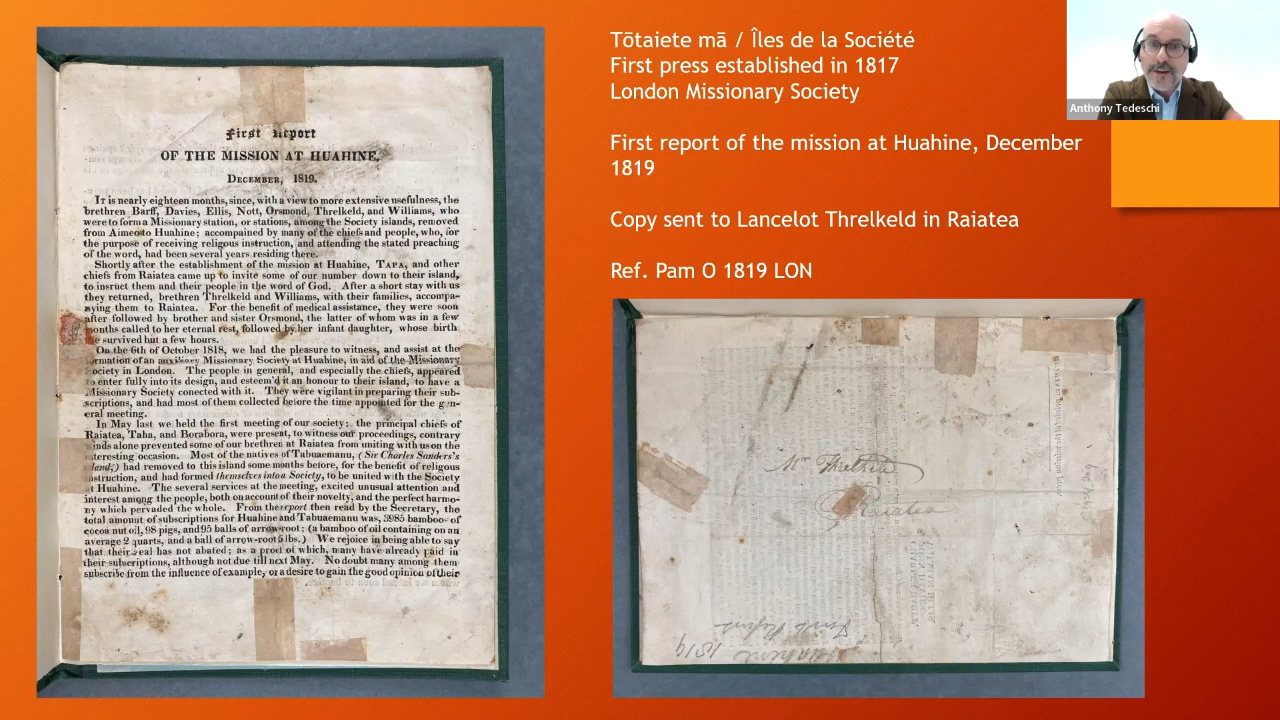 First Report
OF THE MISSION AT HUAHINE,
December, 1819.
It is nearly eighteen months, since, with a view to more extensive usefulness, the
brethren Barff, Davies, Ellis, Nott, Orsmond, Threlkeld, and Williams, who
were to form a Missionary station, or stations, among the Society islands, removed
from Aimeo to Huahine; accompained by many of the chiefs and people, who, for
the purpose of receiving religous instruction, and attending the stated preaching
of the word, had been several years residing there.
Shortly after the establishment of the mission at Huahine, Tapa, and other
chiefs from Raiatea came up to invite some of our number down to their island,
to insruct them and their people in the word of God. After a short stay with us
they returned, brethren Threlkeld and Williams, with their families, accompa-
nying them to Raiatea. For the benefit of medical assistance, they were soon
after followed by brother and sister Orsmond, the latter of whom was in a few
months called to her eternal rest, followed by her infant daughter, whose birth
he survived but a few hours.
On the 6th of October 1818, we had the pleasure to witness, and assist at the
ormation of an auxiliary Missionary Society at Huahine, in aid of the Missionary
ociety in London. The people in general, and especially the chiefs, appeared
to enter fully into its design, and esteem'd it an honour to their island, to have a
Missionary Society conected with it. They were vigilant in preparing their sub-
scriptions, and had most of them collected before the time appointed for the gen-
eral meeting.
In May last we held the first meeting of our society; the principal chiefs of
Raiatea, Taha, and Borabora, were present, to witness our proceedings, contrary
inds alone prevented some of our brethren at Raiatea from uniting with us on the
nteresting occasion. Most of the natives of Tabuaemanu, (Sir Charles Sanders's
sland,) had removed to this island some months before, for the benefit of religious
nstruction, and had formed themselves into a Society, to be united with the Society
t Huahine. The several services at the meeting, excited unusual attention and
interest among the people, both on account of their novelty, and the perfect harmo-
ny which pervaded the whole. From the report then read by the Secretary, the
total amount of subscriptions for Huahine and Tabuaemanu was, 3985 bamboos of
cocoa nut oil, 98 pigs, and 95 balls of arrow-root; (a bamboo of oil containing on an
average 2 quarts, and a ball of arrow-root 5 lbs.) We rejoice in being able to say
that their zeal has not abated; as a proof of which, many have already paid in
their subscriptions, although not due till next May. No doubt many among them
subscribe from the influence of example, or a desire to gain the good opinion of their
Tōtaiete mā / Îles de la Société
First press established in 1817
London Missionary Society
First report of the mission at Huahine, December
1819
Copy sent to Lancelot Threlkeld in Raiatea
Ref. Pam O 1819 LON
Mr Threlkeld
Raiatea
Huahine
1819
Anthony Tedeschi